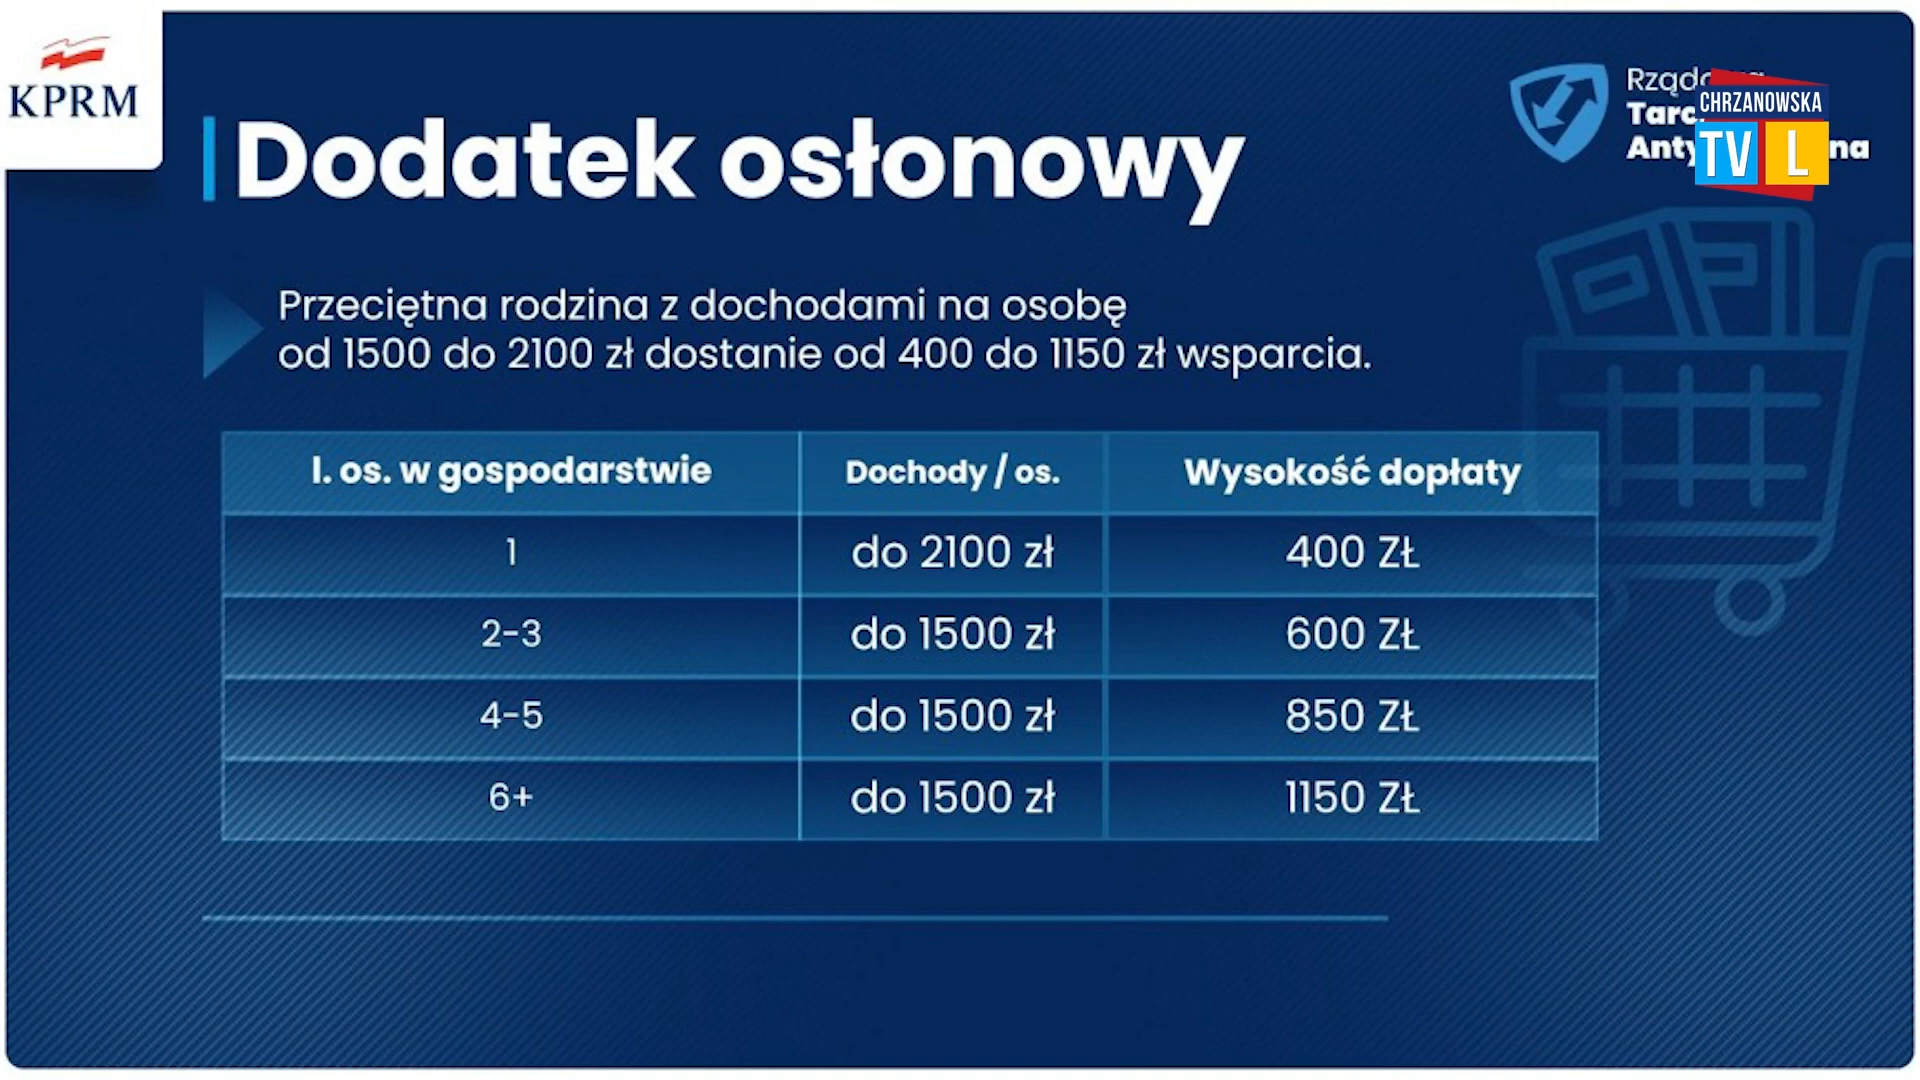 KPRM
CHRZANOWSKA
TV L
Dodatek osłonowy
Przeciętna rodzina z dochodami na osobę
od 1500 do 2100 zł dostanie od 400 do 1150 zł wsparcia.
l. os. w gospodarstwie Dochody / os. Wysokość dopłaty
1 do 2100 zł 400 ZŁ
2-3 do 1500 zł 600 ZŁ
4-5 do 1500 zł 850 ZŁ
6+ do 1500 zł 1150 ZŁ